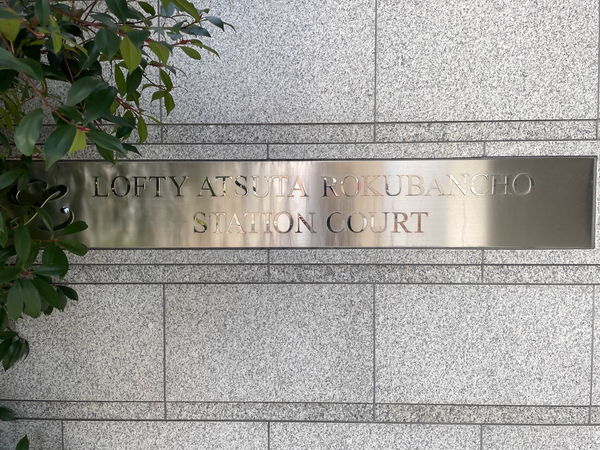 LOFTY ATSUTA ROKUBANCHO
STATION COURT